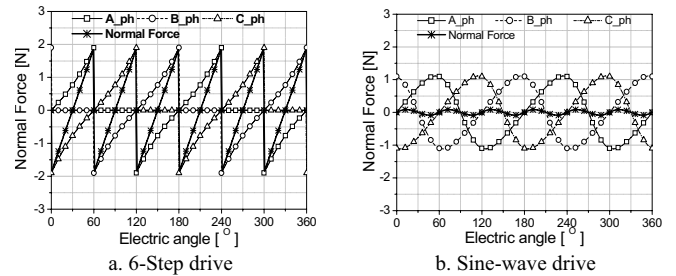 A_ph B_ph C_ph
Normal Force
Normal Force [N]
3
2
1
0
-1
-2
-3
0 60 120 180 240 300 360
Electric angle [ ° ]
a. 6-Step drive
A_ph B_ph C_ph
Normal Force
Normal Force [N]
3
2
1
0
-1
-2
-3
0 60 120 180 240 300 360
Electric angle [ ° ]
b. Sine-wave drive